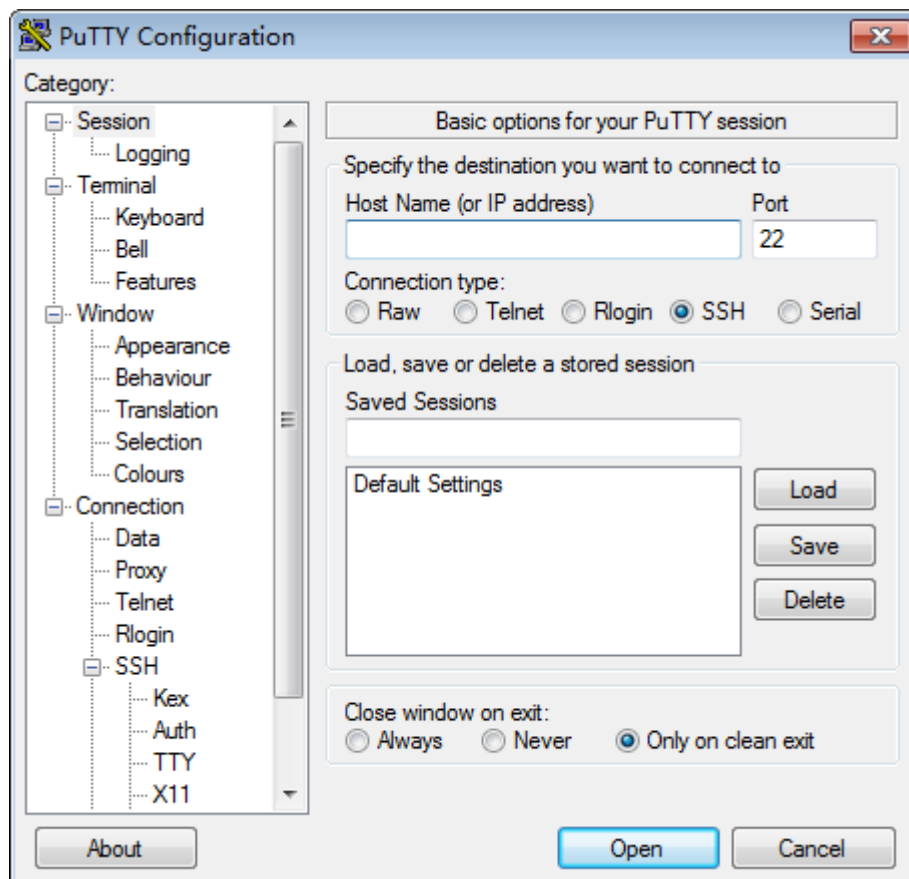 PuTTY Configuration
Category:
Session
Logging
Terminal
Keyboard
Bell
Features
Window
Appearance
Behaviour
Translation
Selection
Colours
Connection
Data
Proxy
Telnet
Rlogin
SSH
Kex
Auth
TTY
X11
Basic options for your PuTTY session
Specify the destination you want to connect to
Host Name (or IP address) Port
22
Connection type:
Raw Telnet Rlogin SSH Serial
Load, save or delete a stored session
Saved Sessions
Default Settings
Load
Save
Delete
Close window on exit:
Always Never Only on clean exit
About Open Cancel